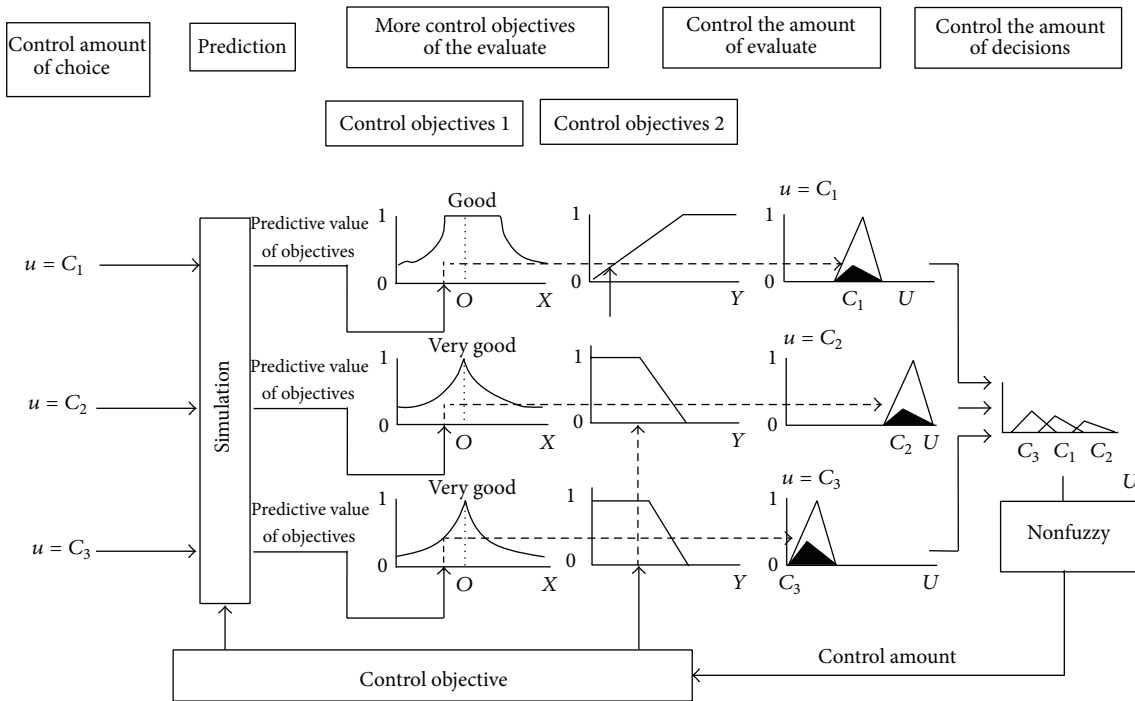 Control amount
of choice
Prediction
More control objectives
of the evaluate
Control the amount
of evaluate
Control the amount
of decisions
Control objectives 1
Control objectives 2
u = C1
Simulation
Predictive value
of objectives
Good
1
0
O
X
1
0
Y
u = C1
1
0
C1
U
u = C2
Predictive value
of objectives
Very good
1
0
O
X
1
0
Y
u = C2
1
0
C2
U
C3
C1
C2
U
u = C3
Predictive value
of objectives
Very good
1
0
O
X
1
0
Y
u = C3
1
0
C3
U
Nonfuzzy
Control amount
Control objective